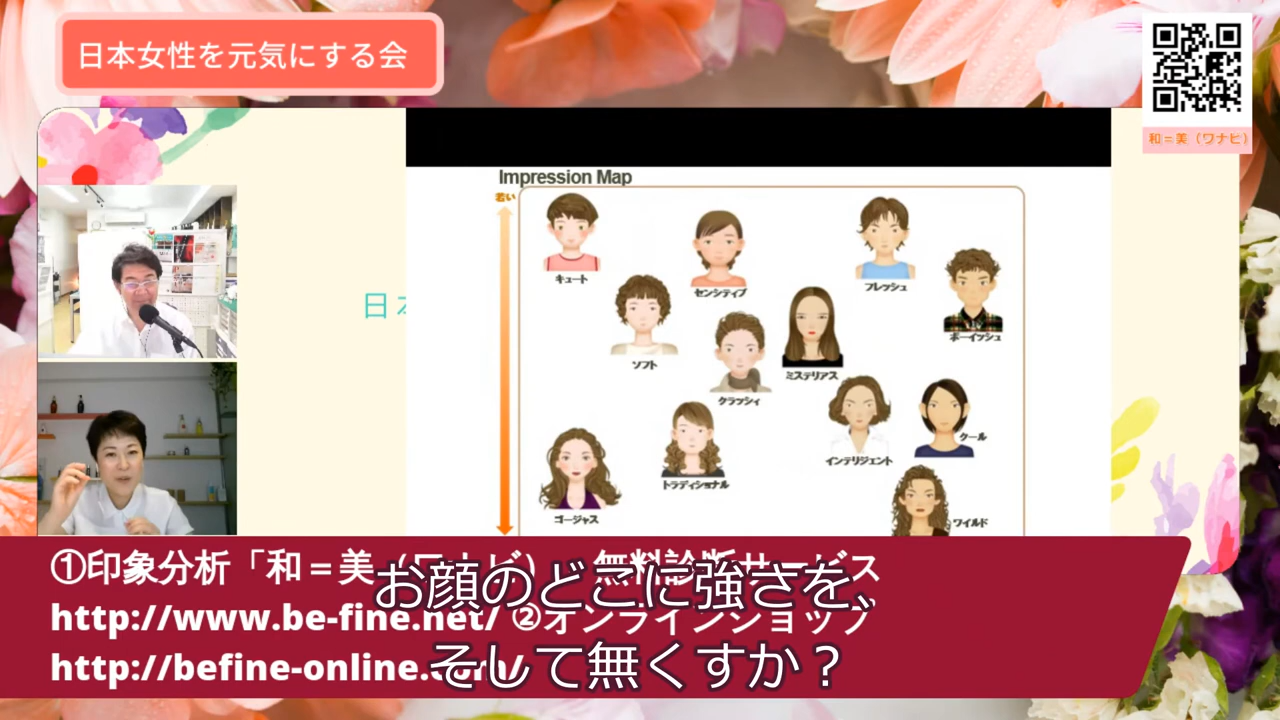 日本女性を元気にする会
和＝美（ワナビ）
日本
Impression Map
若い
キュート
センシティブ
フレッシュ
ボーイッシュ
ソフト
クラッシィ
ミステリアス
インテリジェント
クール
トラディショナル
ゴージャス
ワイルド
①印象分析「和＝美（ワナビ） 無料診断サービス
http://www.be-fine.net/ ②オンラインショップ
http://befine-online.com/
お顔のどこに強さを、
そして無くすか？